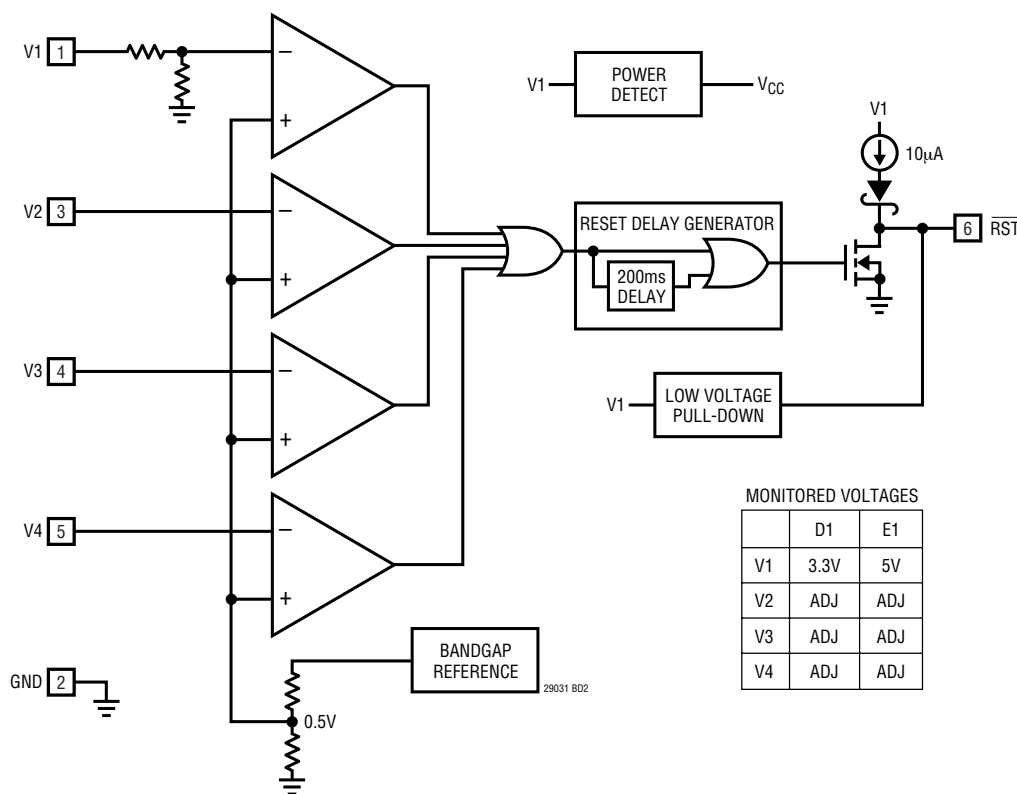 V1 1
−
+
V1
POWER
DETECT
VCC
V1
10µA
V2 3
−
+
RESET DELAY GENERATOR
200ms
DELAY
6 RST
V3 4
−
+
V1
LOW VOLTAGE
PULL-DOWN
V4 5
−
+
GND 2
BANDGAP
REFERENCE
29031 BD2
0.5V
MONITORED VOLTAGES
D1 E1
V1 3.3V 5V
V2 ADJ ADJ
V3 ADJ ADJ
V4 ADJ ADJ